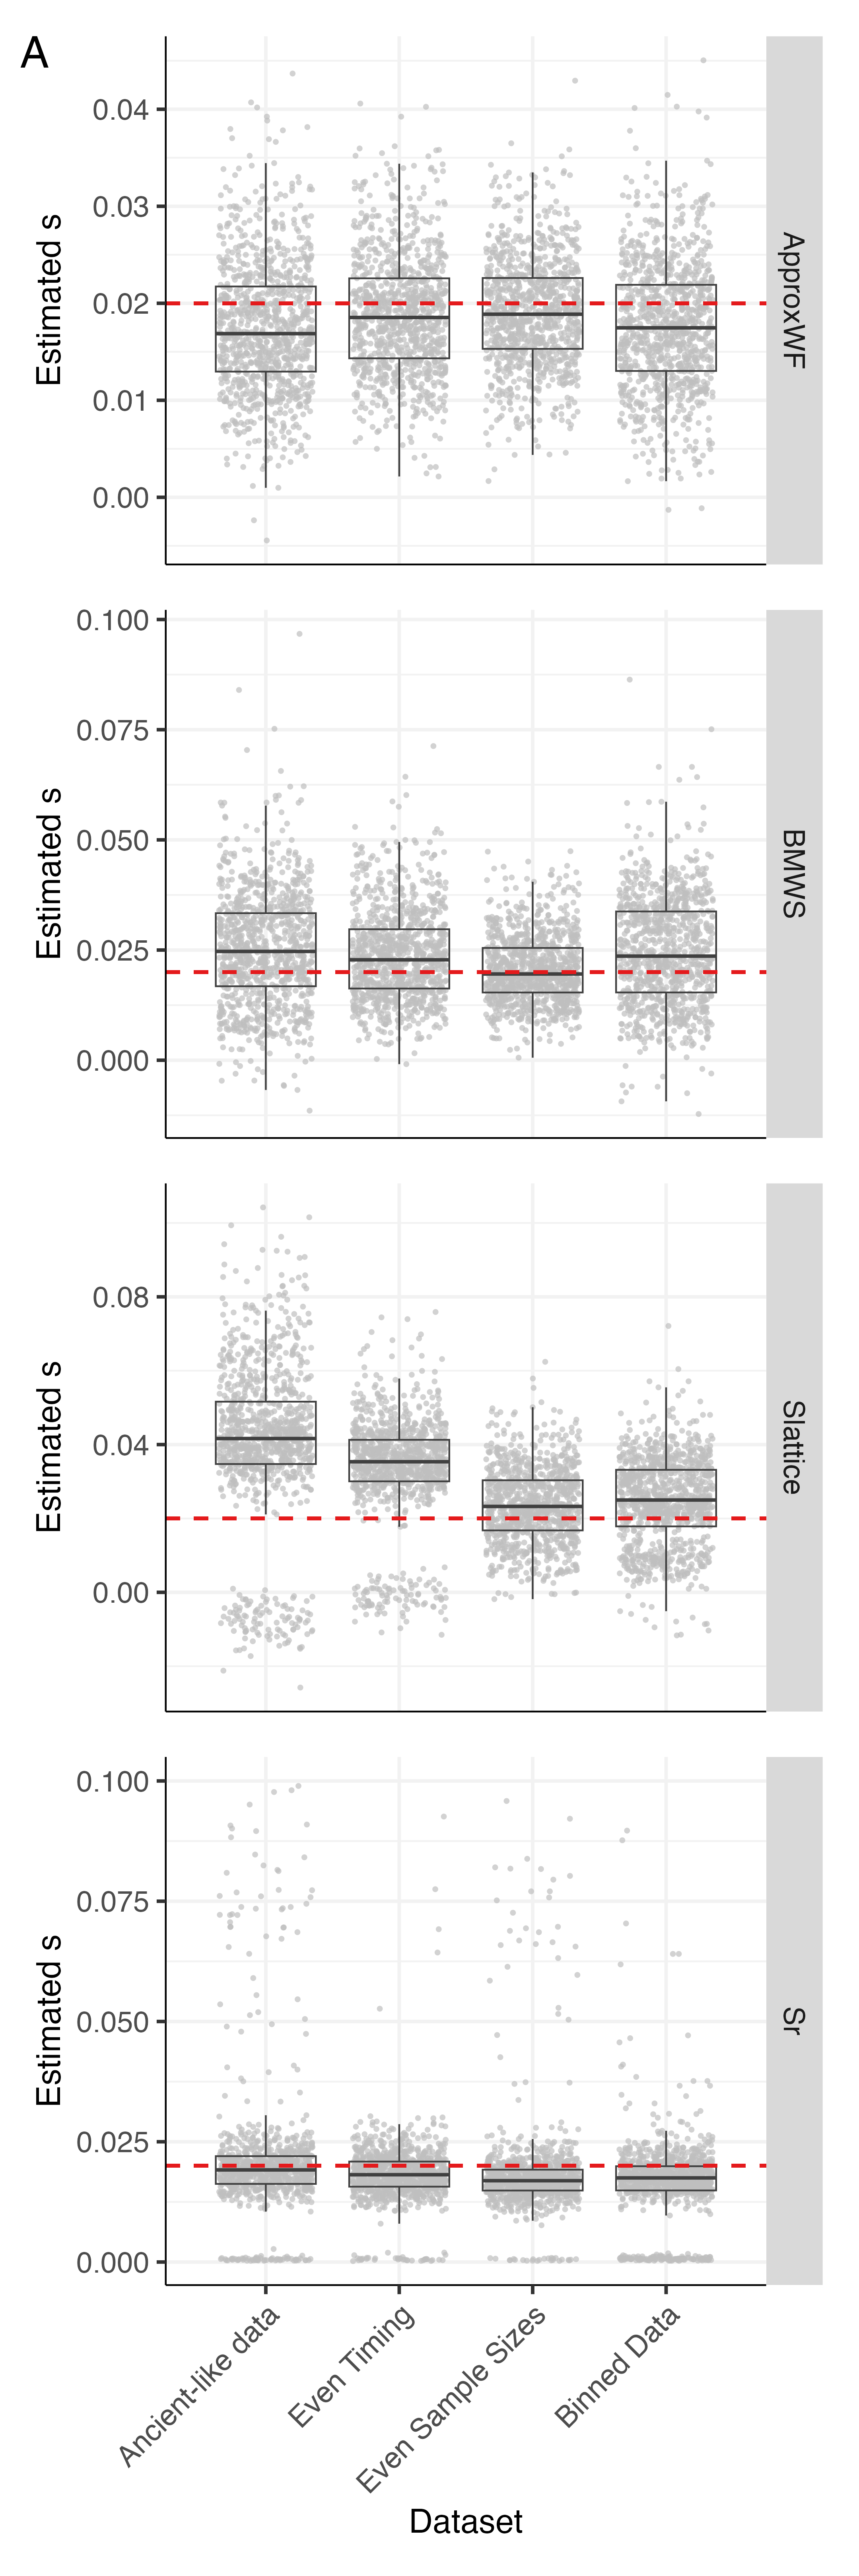 A
0.04
0.03
0.02
0.01
0.00
Estimated s
ApproxWF
0.100
0.075
0.050
0.025
0.000
Estimated s
BMWS
0.08
0.04
0.00
Estimated s
Slattice
0.100
0.075
0.050
0.025
0.000
Estimated s
Sr
Ancient-like data
Even Timing
Even Sample Sizes
Binned Data
Dataset